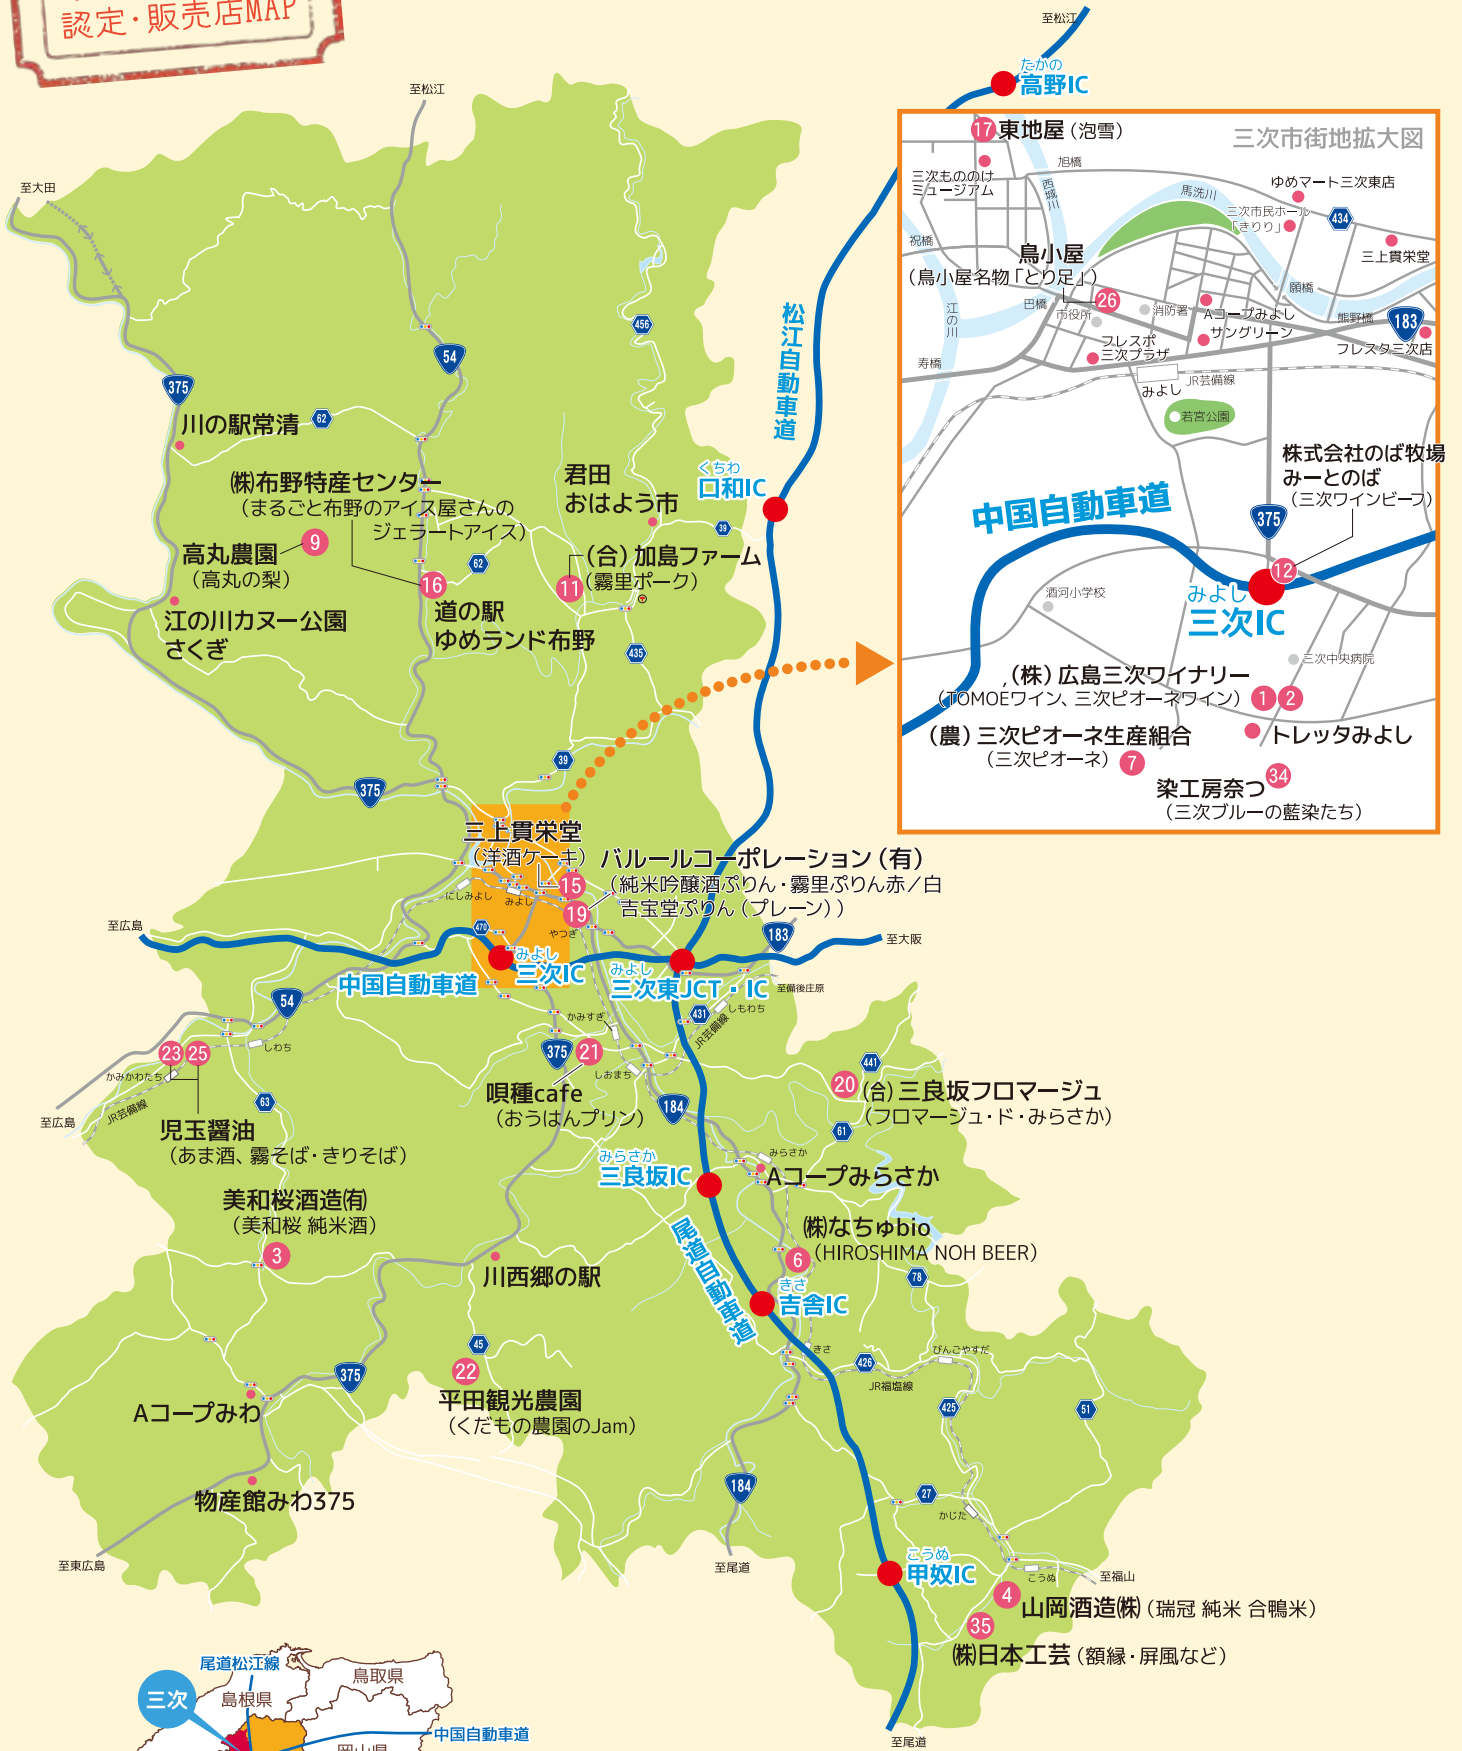 認定・販売店MAP
至松江
たかの
高野IC
至松江
至大田
三次市街地拡大図
17
東地屋（泡雪）
三次もののけ
ミュージアム
旭橋
西城川
馬洗川
ゆめマート三次東店
三次市民ホール
「きりり」
434
三上貫栄堂
祝橋
鳥小屋
（鳥小屋名物「とり足」）
26
巴橋
市役所
消防署
Aコープみよし
サングリーン
願橋
熊野橋
183
フレスタ三次店
江の川
フレスポ
三次プラザ
寿橋
みよし
JR芸備線
若宮公園
株式会社のば牧場
みーとのば
（三次ワインビーフ）
中国自動車道
375
12
みよし
三次IC
酒河小学校
三次中央病院
（株）広島三次ワイナリー
（TOMOEワイン、三次ピオーネワイン）
1
2
（農）三次ピオーネ生産組合
（三次ピオーネ）
7
トレッタみよし
染工房奈つ
34
（三次ブルーの藍染たち）
456
54
375
松江自動車道
川の駅常清
62
㈱布野特産センター
（まるごと布野のアイス屋さんの
ジェラートアイス）
君田
おはよう市
くちわ
口和IC
39
高丸農園
（高丸の梨）
9
16
62
11
（合）加島ファーム
（霧里ポーク）
江の川カヌー公園
さくぎ
道の駅
ゆめランド布野
435
39
375
三上貫栄堂
（洋酒ケーキ）
15
バルールコーポレーション（有）
（純米吟醸酒ぷりん・霧里ぷりん赤／白
吉宝堂ぷりん（プレーン））
19
にしみよし
みよし
やつぎ
470
至広島
183
至大阪
みよし
三次IC
中国自動車道
みよし
三次東JCT・IC
至備後庄原
431
しもわち
JR芸備線
54
かみすぎ
しわち
23
25
かみかわたち
JR芸備線
至広島
375
21
しおまち
唄種cafe
（おうはんプリン）
184
441
20
（合）三良坂フロマージュ
（フロマージュ・ド・みらさか）
61
63
児玉醤油
（あま酒、霧そば・きりそば）
みらさか
三良坂IC
みらさか
Aコープみらさか
美和桜酒造㈲
（美和桜 純米酒）
3
㈱なちゅbio
（HIROSHIMA NOH BEER）
6
尾道自動車道
川西郷の駅
78
きさ
吉舎IC
45
22
平田観光農園
（くだもの農園のJam）
375
きさ
426
びんごやすだ
JR福塩線
425
51
Aコープみわ
物産館みわ375
184
27
かじた
至東広島
至尾道
こうぬ
甲奴IC
こうぬ
至福山
4
山岡酒造㈱（瑞冠 純米 合鴨米）
35
㈱日本工芸（額縁・屏風など）
至尾道
尾道松江線
鳥取県
三次
島根県
中国自動車道
岡山県